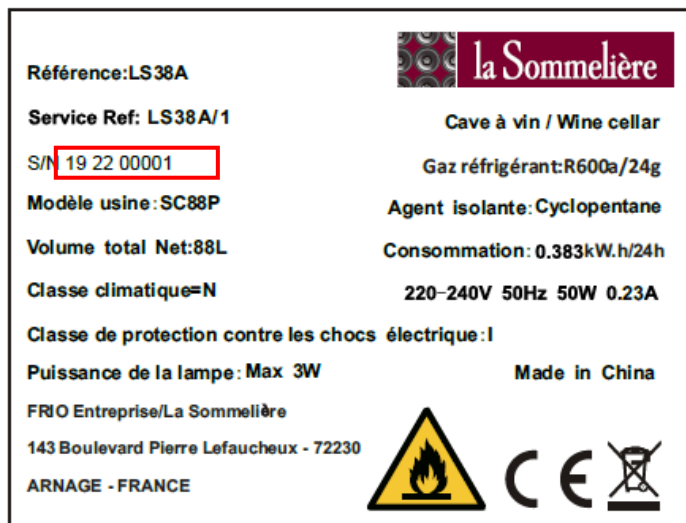 la Sommelière
Référence:LS38A
Service Ref: LS38A/1
Cave à vin / Wine cellar
S/N 19 22 00001
Gaz réfrigérant:R600a/24g
Modèle usine: SC88P
Agent isolante: Cyclopentane
Volume total Net:88L
Consommation: 0.383kW.h/24h
Classe climatique=N
220-240V 50Hz 50W 0.23A
Classe de protection contre les chocs électrique:I
Puissance de la lampe: Max 3W
Made in China
FRIO Entreprise/La Sommelière
143 Boulevard Pierre Lefaucheux - 72230
ARNAGE - FRANCE
CE